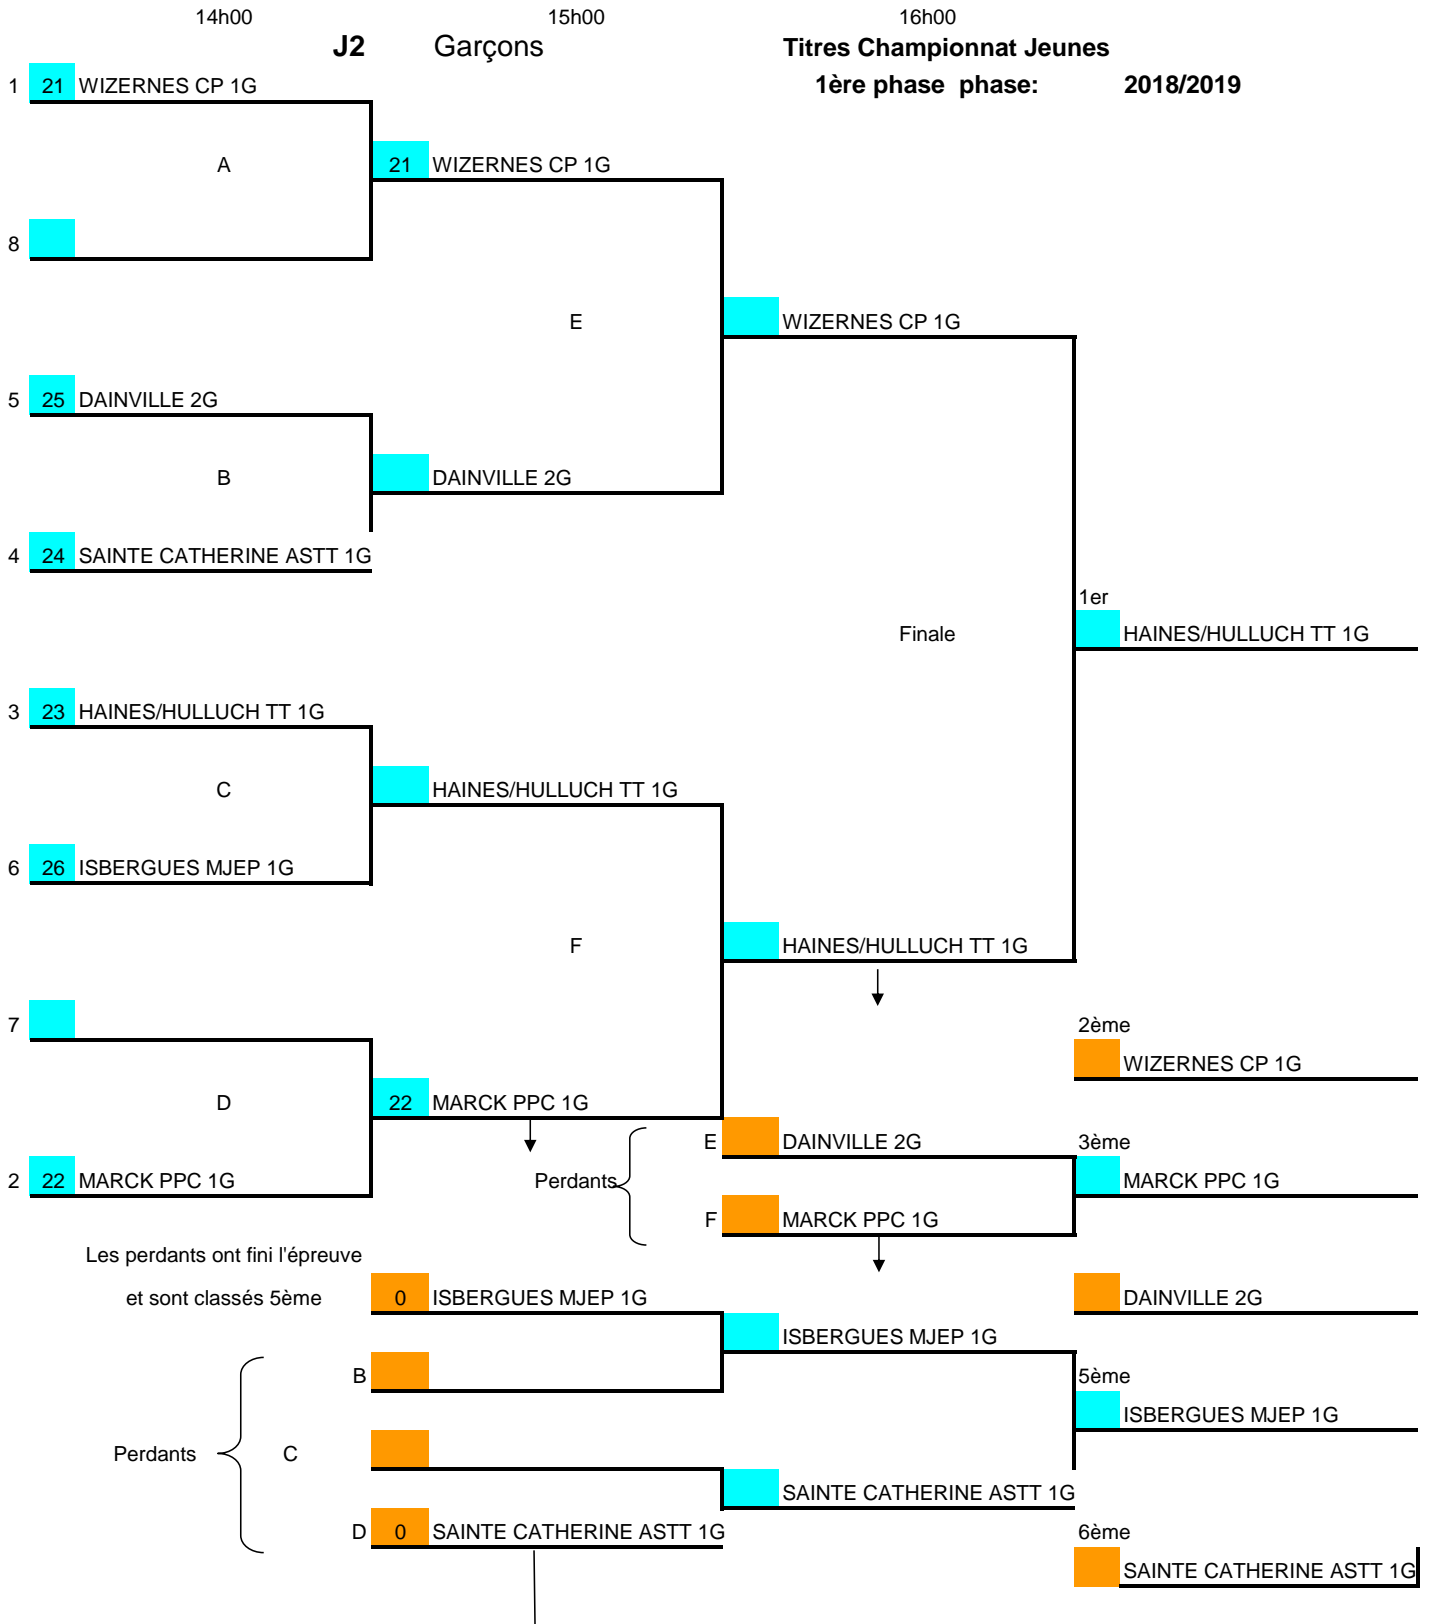 14h00 15h00 16h00
J2 Garçons Titres Championnat Jeunes
1 21 WIZERNES CP 1G 1ère phase phase: 2018/2019
A 21 WIZERNES CP 1G
8
E WIZERNES CP 1G
5 25 DAINVILLE 2G
B DAINVILLE 2G
4 24 SAINTE CATHERINE ASTT 1G
1er
Finale HAINES/HULLUCH TT 1G
3 23 HAINES/HULLUCH TT 1G
C HAINES/HULLUCH TT 1G
6 26 ISBERGUES MJEP 1G
F HAINES/HULLUCH TT 1G
7 2ème
WIZERNES CP 1G
D 22 MARCK PPC 1G
E DAINVILLE 2G 3ème
2 22 MARCK PPC 1G Perdants MARCK PPC 1G
F MARCK PPC 1G
Les perdants ont fini l'épreuve
et sont classés 5ème 0 ISBERGUES MJEP 1G DAINVILLE 2G
ISBERGUES MJEP 1G
B 5ème
ISBERGUES MJEP 1G
Perdants C
SAINTE CATHERINE ASTT 1G
D 0 SAINTE CATHERINE ASTT 1G 6ème
SAINTE CATHERINE ASTT 1G